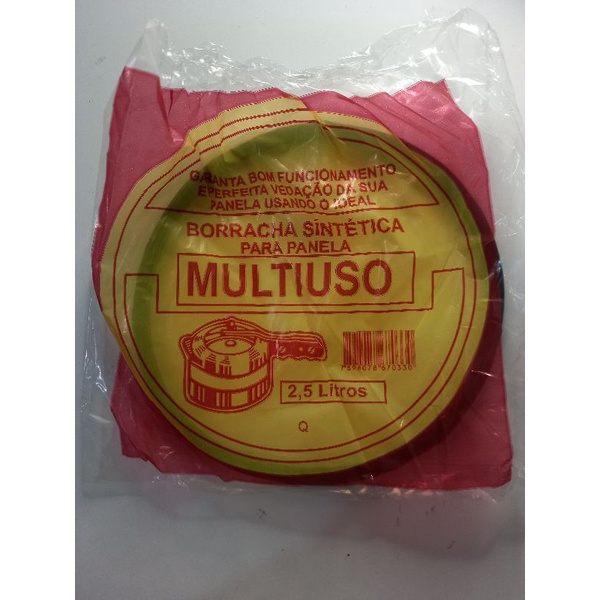 GARANTA BOM FUNCIONAMENTO
E PERFEITA VEDAÇÃO DA SUA
PANELA USANDO O IDEAL
BORRACHA SINTÉTICA
PARA PANELA
MULTIUSO
2,5 Litros
Q